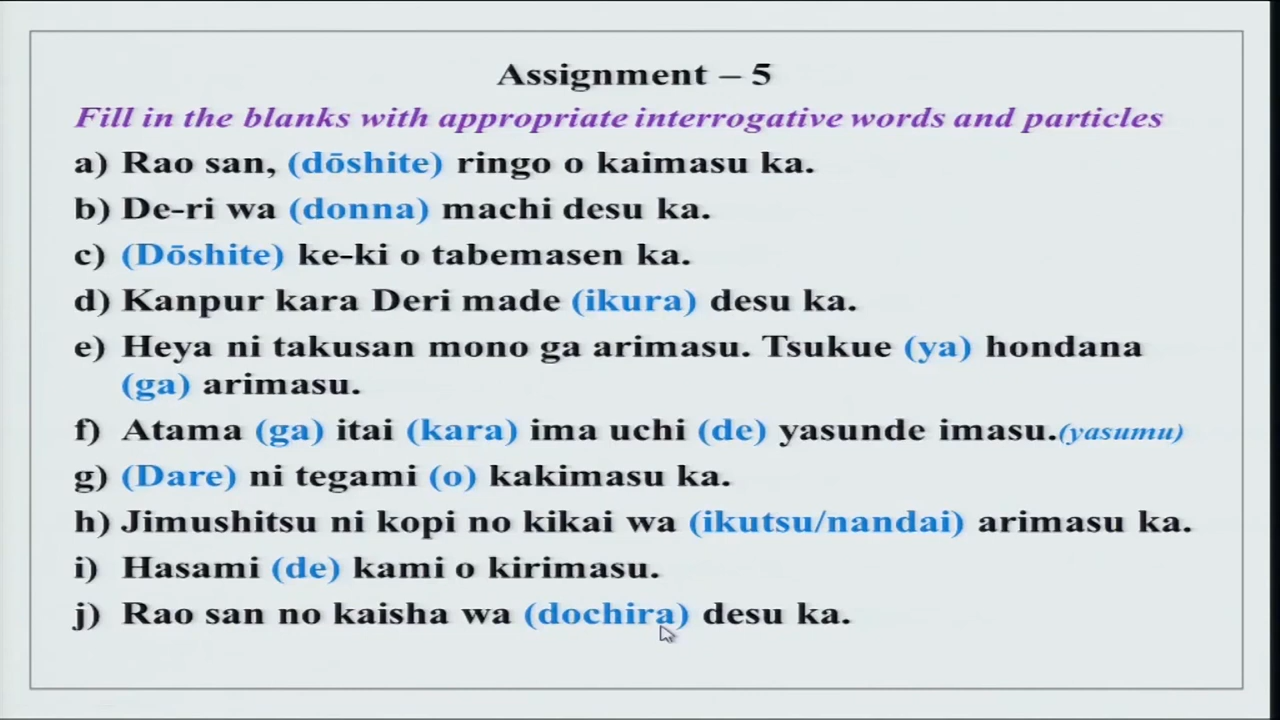 Assignment – 5
Fill in the blanks with appropriate interrogative words and particles
a) Rao san, (dōshite) ringo o kaimasu ka.
b) De-ri wa (donna) machi desu ka.
c) (Dōshite) ke-ki o tabemasen ka.
d) Kanpur kara Deri made (ikura) desu ka.
e) Heya ni takusan mono ga arimasu. Tsukue (ya) hondana
(ga) arimasu.
f) Atama (ga) itai (kara) ima uchi (de) yasunde imasu.(yasumu)
g) (Dare) ni tegami (o) kakimasu ka.
h) Jimushitsu ni kopi no kikai wa (ikutsu/nandai) arimasu ka.
i) Hasami (de) kami o kirimasu.
j) Rao san no kaisha wa (dochira) desu ka.